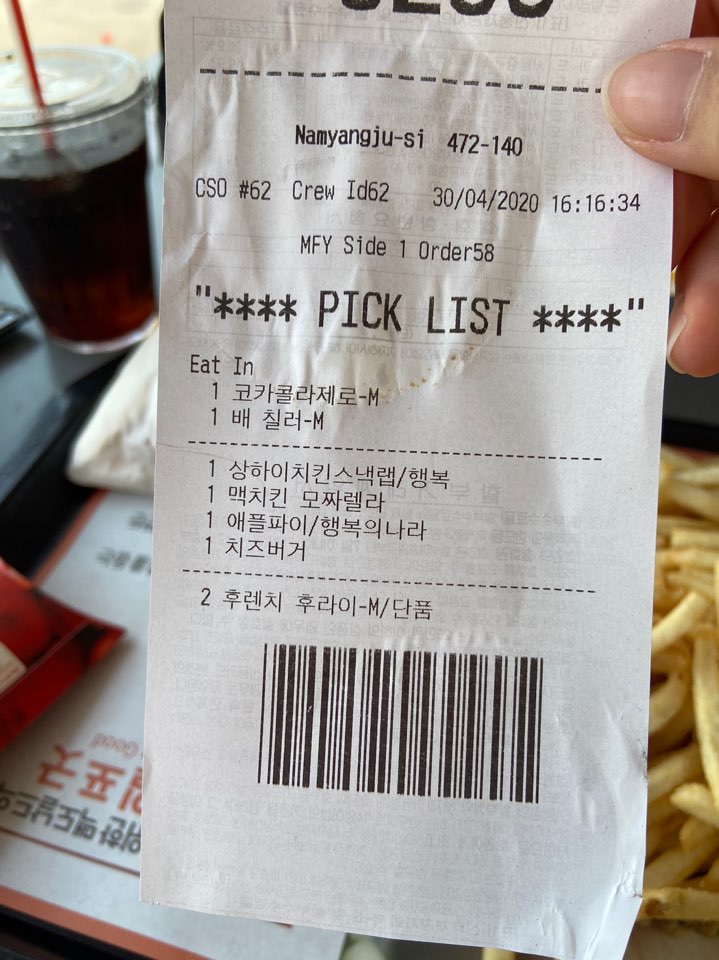 Namyangju-si 472-140
CSO #62 Crew Id62 30/04/2020 16:16:34
MFY Side 1 Order58
"**** PICK LIST ****"
Eat In
1 코카콜라제로-M
1 배 칠러-M
1 상하이치킨스낵랩/행복
1 맥치킨 모짜렐라
1 애플파이/행복의나라
1 치즈버거
2 후렌치 후라이-M/단품
Good